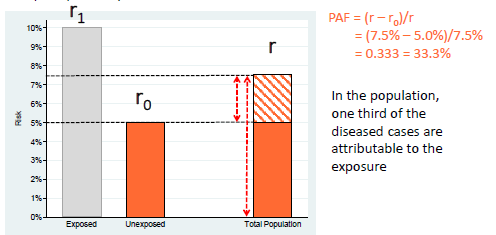 r1
r
r0
10%
9%
8%
7%
6%
5%
4%
3%
2%
1%
0%
Risk
Exposed
Unexposed
Total Population
PAF = (r – r0)/r
= (7.5% – 5.0%)/7.5%
= 0.333 = 33.3%
In the population,
one third of the
diseased cases are
attributable to the
exposure